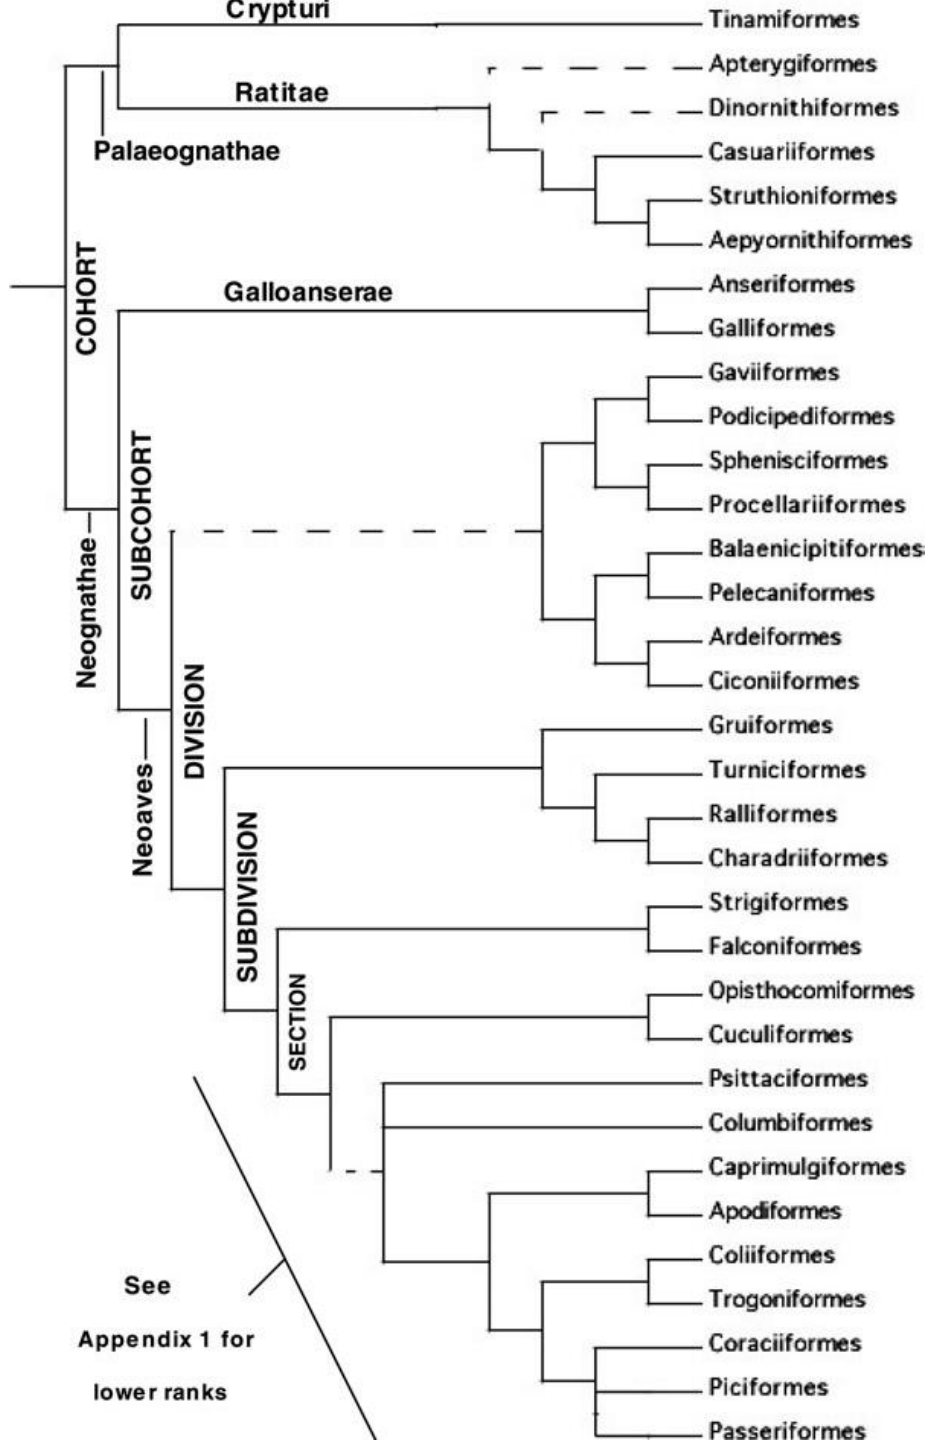 Crypturi
Tinamiformes
Apterygiformes
Ratitae
Dinornithiformes
Palaeognathae
Casuariiformes
Struthioniformes
Aepyornithiformes
COHORT
Galloanserae
Anseriformes
Galliformes
Gaviiformes
Podicipediformes
SUBCOHORT
Sphenisciformes
Procellariiformes
Neognathae
Balaenicipitiformes
Pelecaniformes
Ardeiformes
Ciconiiformes
DIVISION
Gruiformes
Turniciformes
Neoaves
Ralliformes
Charadriiformes
SUBDIVISION
Strigiformes
Falconiformes
SECTION
Opisthocomiformes
Cuculiformes
Psittaciformes
Columbiformes
Caprimulgiformes
Apodiformes
Coliiformes
Trogoniformes
Coraciiformes
Piciformes
Passeriformes
See
Appendix 1 for
lower ranks